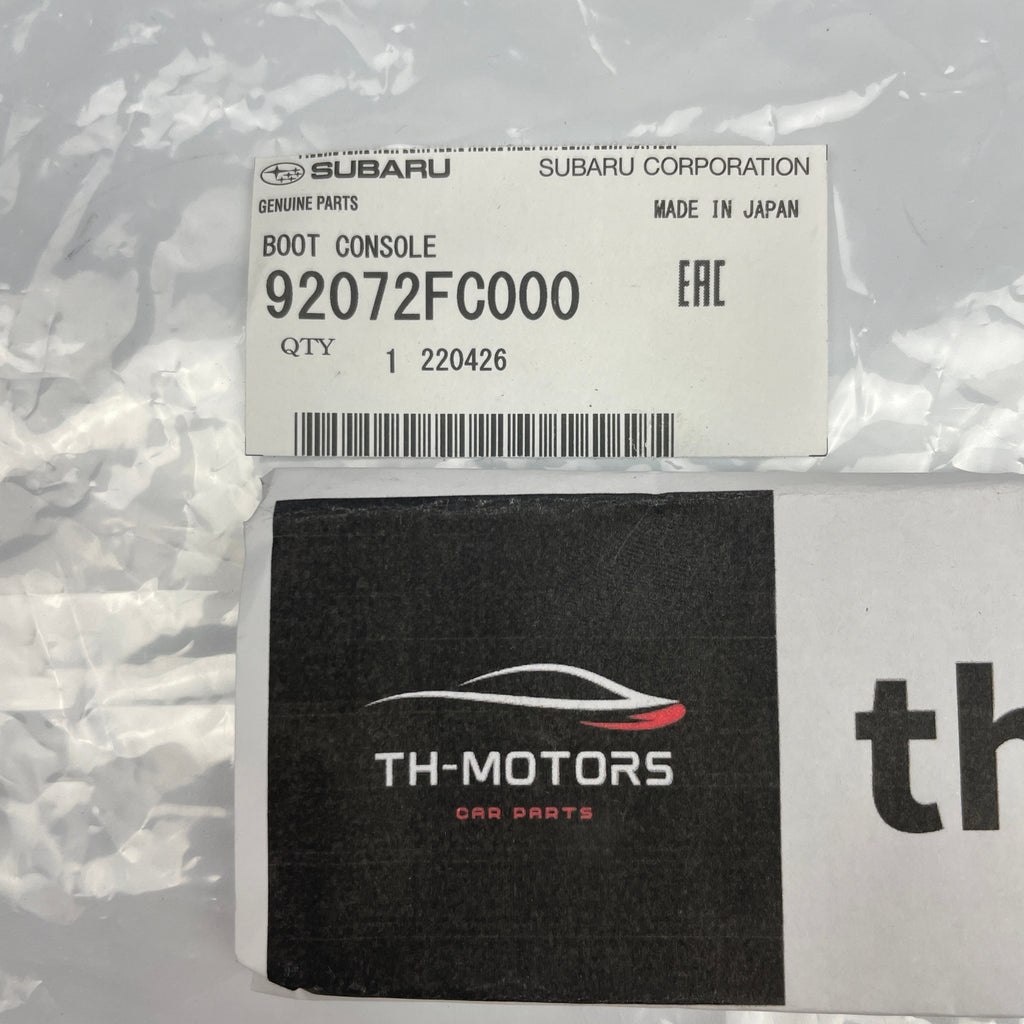 SUBARU SUBARU CORPORATION
GENUINE PARTS MADE IN JAPAN
BOOT CONSOLE
92072FC000 EAC
QTY 1 220426
TH-MOTORS
CAR PARTS
th